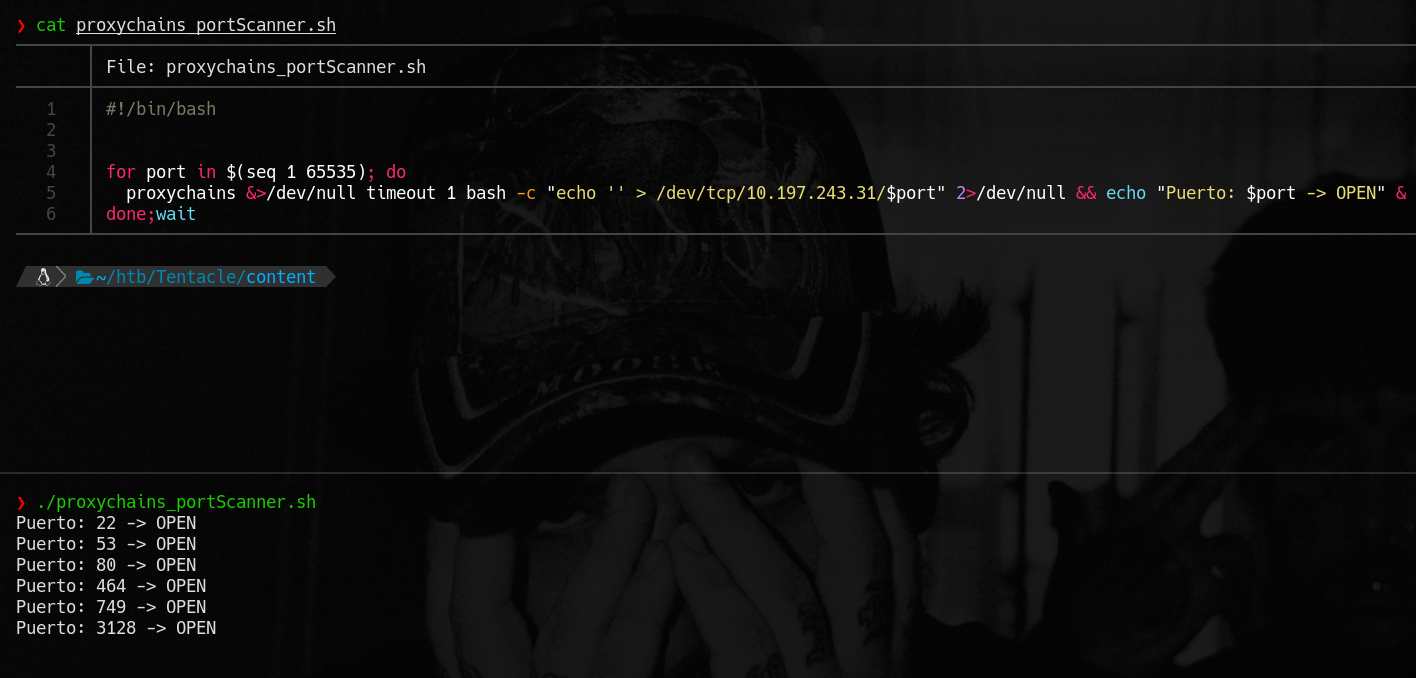 ❯ cat proxychains_portScanner.sh
File: proxychains_portScanner.sh
1 #!/bin/bash
2
3
4 for port in $(seq 1 65535); do
5 proxychains &>/dev/null timeout 1 bash -c "echo '' > /dev/tcp/10.197.243.31/$port" 2>/dev/null && echo "Puerto: $port -> OPEN" &
6 done;wait
~/htb/Tentacle/content
❯ ./proxychains_portScanner.sh
Puerto: 22 -> OPEN
Puerto: 53 -> OPEN
Puerto: 80 -> OPEN
Puerto: 464 -> OPEN
Puerto: 749 -> OPEN
Puerto: 3128 -> OPEN